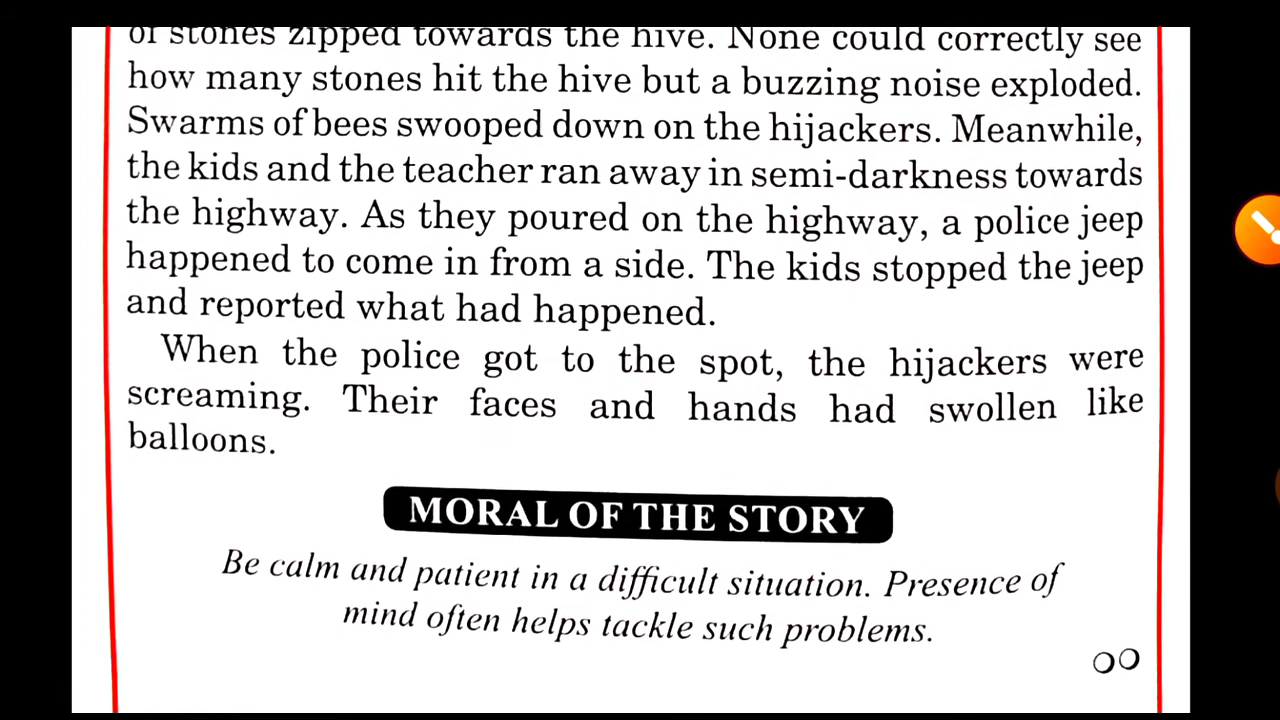 of stones zipped towards the hive. None could correctly see
how many stones hit the hive but a buzzing noise exploded.
Swarms of bees swooped down on the hijackers. Meanwhile,
the kids and the teacher ran away in semi-darkness towards
the highway. As they poured on the highway, a police jeep
happened to come in from a side. The kids stopped the jeep
and reported what had happened.
When the police got to the spot, the hijackers were
screaming. Their faces and hands had swollen like
balloons.
MORAL OF THE STORY
Be calm and patient in a difficult situation. Presence of
mind often helps tackle such problems.